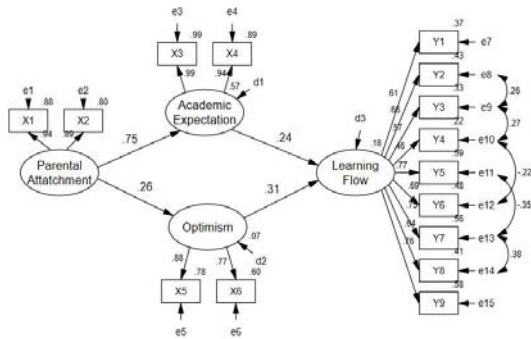 e3
e4
.99
.89
X3
X4
.99
.94
.57
d1
Academic
Expectation
e1
e2
.88
.80
X1
X2
.94
.89
Parental
Attatchment
.75
.26
.24
.31
d3
.18
Learning
Flow
Optimism
.07
d2
.88
.78
.77
.60
X5
X6
e5
e6
.37
Y1
e7
.61
.43
Y2
e8
.33
.57
Y3
e9
.26
.22
.46
Y4
e10
.27
.59
.77
Y5
e11
.48
.69
Y6
e12
-.22
.56
.75
Y7
e13
-.35
.41
.64
Y8
e14
.38
.58
.76
Y9
e15